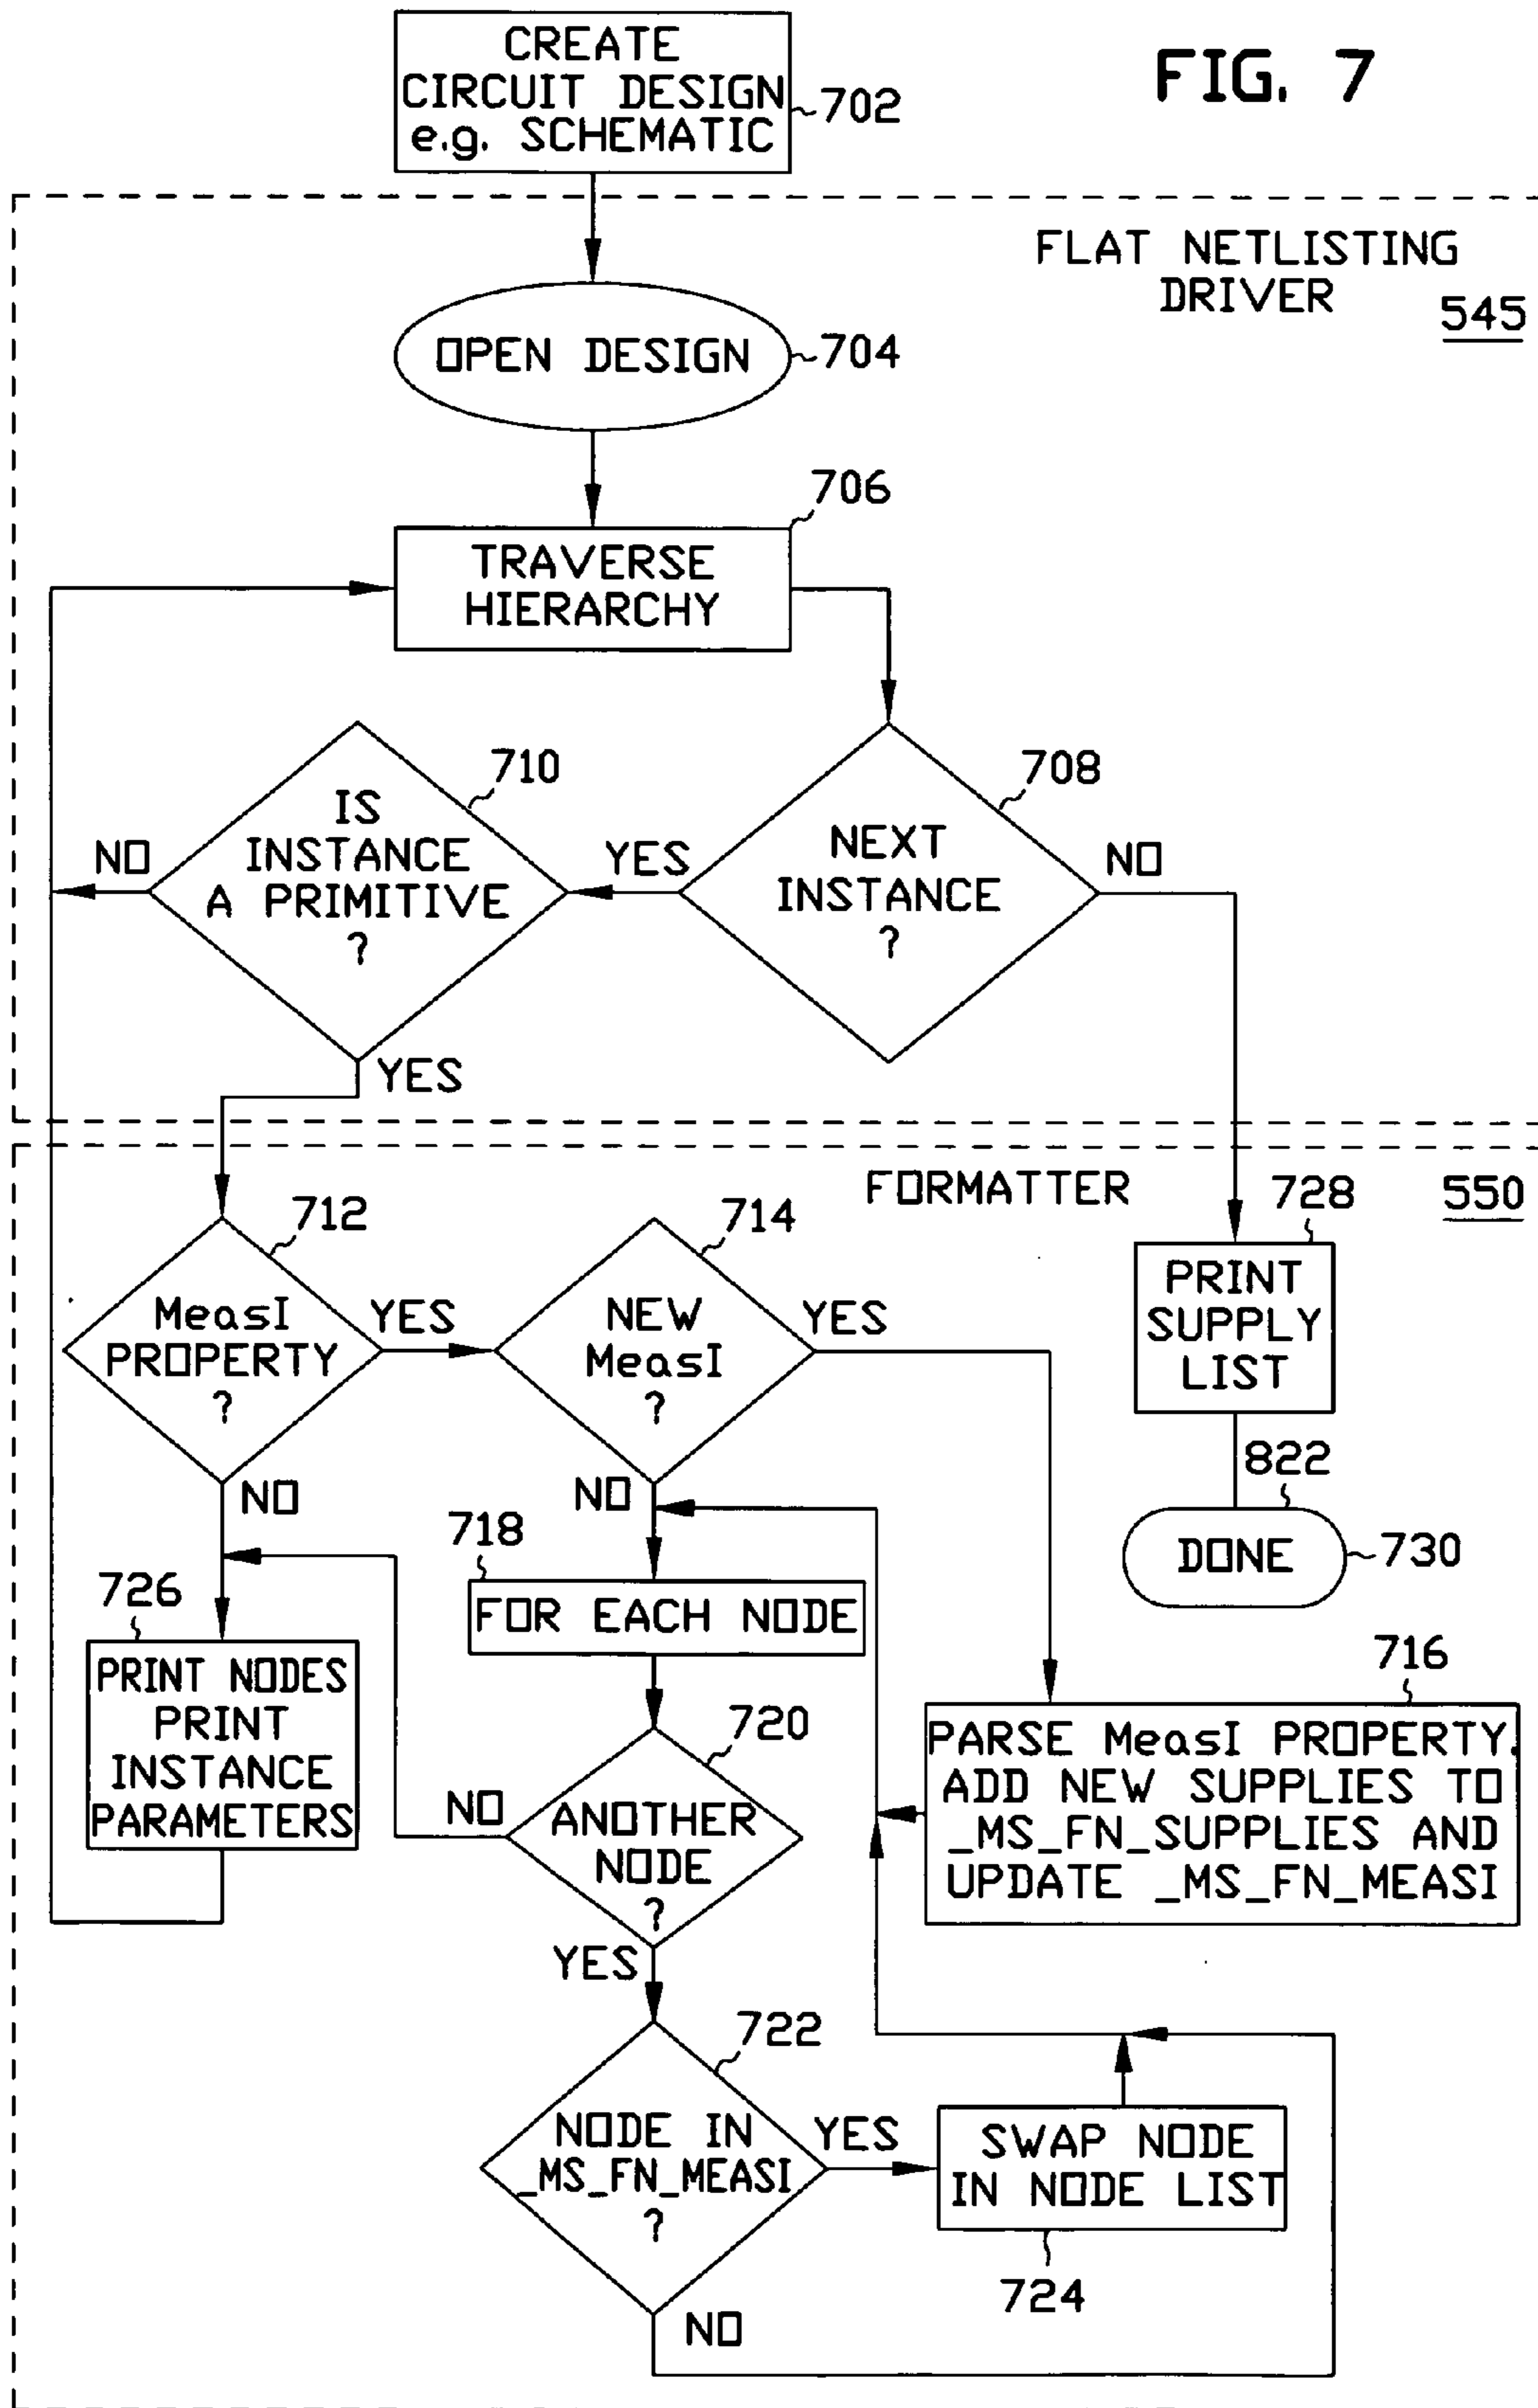 FIG. 7
CREATE
CIRCUIT DESIGN
e.g. SCHEMATIC
702
FLAT NETLISTING
DRIVER
545
OPEN DESIGN
704
706
TRAVERSE
HIERARCHY
710
708
IS
INSTANCE
A PRIMITIVE
?
NO
YES
NEXT
INSTANCE
?
NO
YES
FORMATTER
550
712
714
728
MeasI
PROPERTY
?
YES
NEW
MeasI
?
YES
PRINT
SUPPLY
LIST
NO
NO
822
718
DONE
730
726
FOR EACH NODE
PRINT NODES
PRINT
INSTANCE
PARAMETERS
716
PARSE MeasI PROPERTY.
ADD NEW SUPPLIES TO
_MS_FN_SUPPLIES AND
UPDATE _MS_FN_MEASI
720
NO
ANOTHER
NODE
?
YES
722
NODE IN
_MS_FN_MEASI
?
YES
SWAP NODE
IN NODE LIST
724
NO